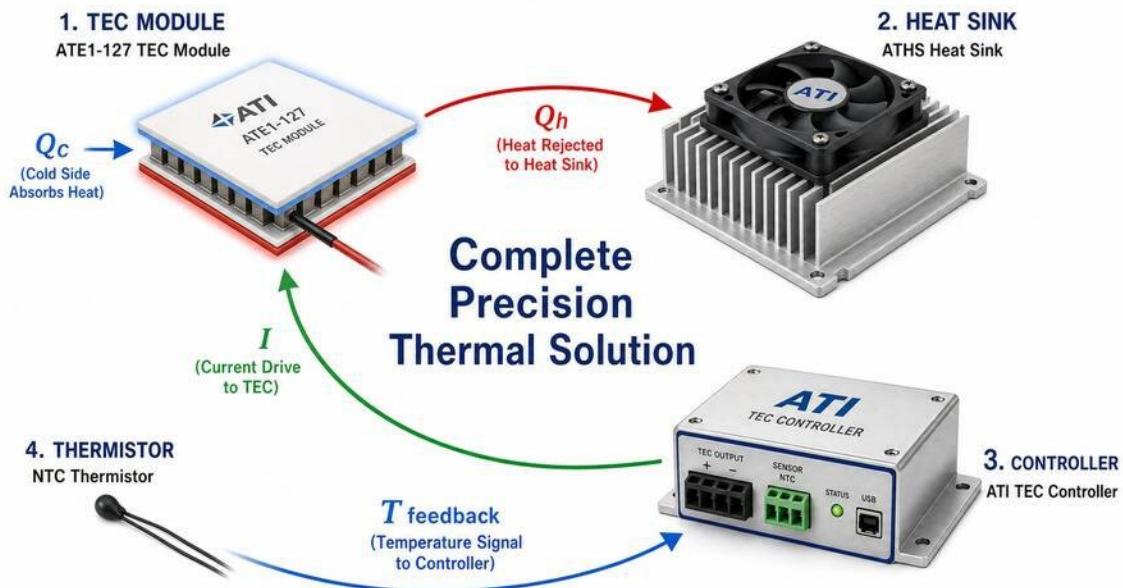 1. TEC MODULE
ATE1-127 TEC Module
ATI
ATE1-127
TEC MODULE
Qc
(Cold Side
Absorbs Heat)
Qh
(Heat Rejected
to Heat Sink)
2. HEAT SINK
ATHS Heat Sink
ATI
Complete
Precision
Thermal Solution
I
(Current Drive
to TEC)
ATI
TEC CONTROLLER
TEC OUTPUT
+ −
SENSOR
NTC
STATUS
USB
3. CONTROLLER
ATI TEC Controller
4. THERMISTOR
NTC Thermistor
T feedback
(Temperature Signal
to Controller)